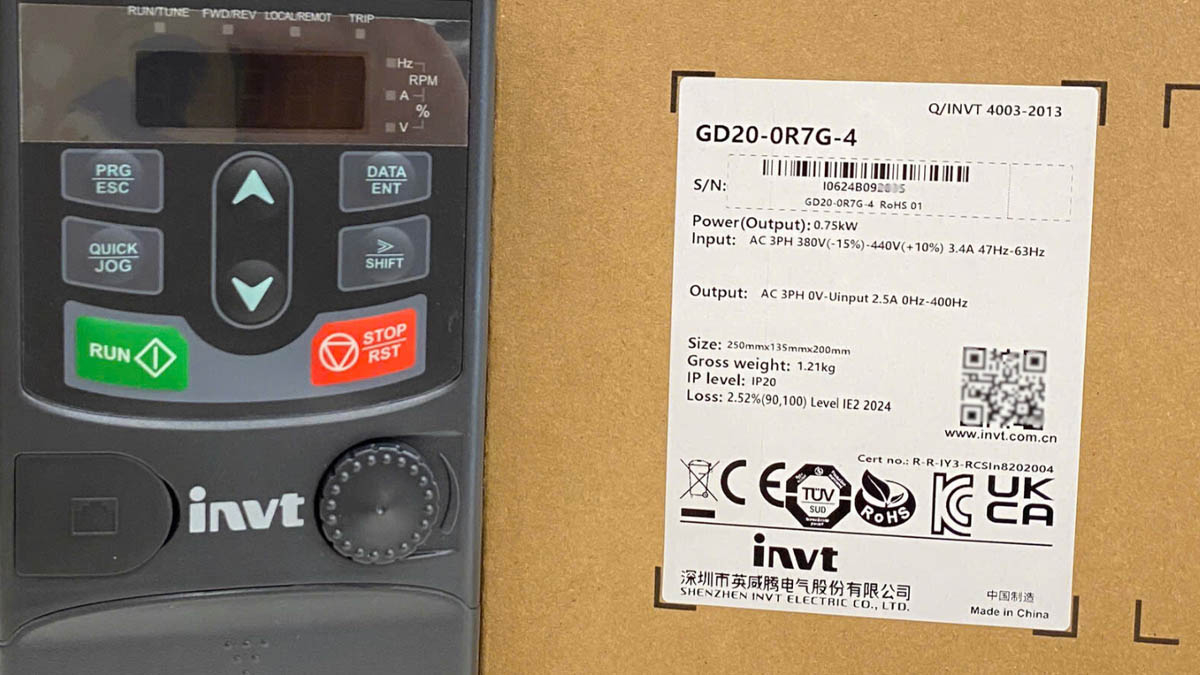 RUN/TUNE FWD/REV LOCAL/REMOT TRIP
Hz
RPM
A
%
V
PRG
ESC
DATA
ENT
QUICK
JOG
SHIFT
RUN
STOP
RST
invt
Q/INVT 4003-2013
GD20-0R7G-4
S/N:
GD20-0R7G-4 RoHS 01
Power(Output): 0.75kW
Input: AC 3PH 380V(-15%)-440V(+10%) 3.4A 47Hz-63Hz
Output: AC 3PH 0V-Uinput 2.5A 0Hz-400Hz
Size: 250mmx135mmx200mm
Gross weight: 1.21kg
IP level: IP20
Loss: 2.52%(90,100) Level IE2 2024
www.invt.com.cn
Cert no.: R-R-IY3-RCSIn8202004
CE
TÜV
SUD
RoHS
KC
UK
CA
invt
深圳市英威腾电气股份有限公司
SHENZHEN INVT ELECTRIC CO., LTD.
中国制造
Made in China